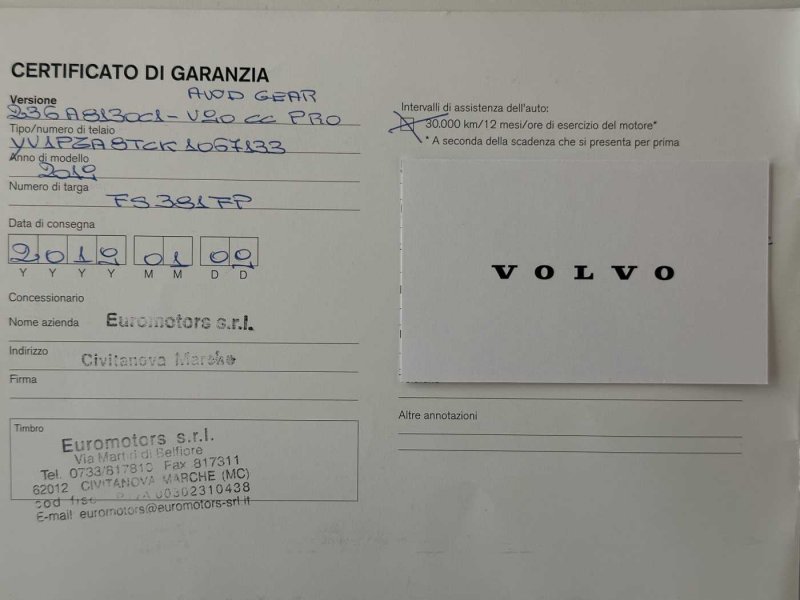 CERTIFICATO DI GARANZIA
AWD GEAR
Versione
236A8130C1-V90 CC PRO
Tipo/numero di telaio
YV1PZA8TCK1067133
Anno di modello
2019
Numero di targa
FS381FP
Data di consegna
2019 01 09
Y Y Y Y M M D D
Concessionario
Nome azienda Euromotors s.r.l.
Indirizzo Civitanova Marche
Firma
Timbro
Euromotors s.r.l.
Via Martiri di Belfiore
Tel. 0733/817813 Fax 817311
62012 CIVITANOVA MARCHE (MC)
cod fisc 00302310438
E-mail euromotors@euromotors-srl.it
Intervalli di assistenza dell'auto:
30.000 km/12 mesi/ore di esercizio del motore*
* A seconda della scadenza che si presenta per prima
VOLVO
Altre annotazioni